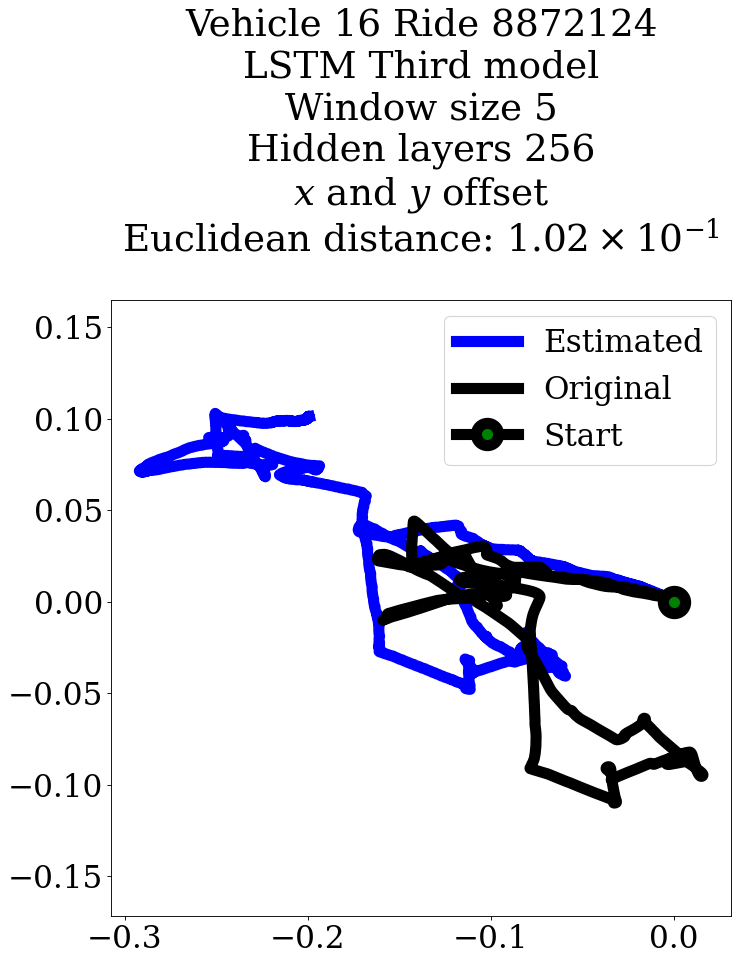 Vehicle 16 Ride 8872124
LSTM Third model
Window size 5
Hidden layers 256
x and y offset
Euclidean distance: 1.02 × 10⁻¹
Estimated
Original
Start
0.15
0.10
0.05
0.00
−0.05
−0.10
−0.15
−0.3
−0.2
−0.1
0.0